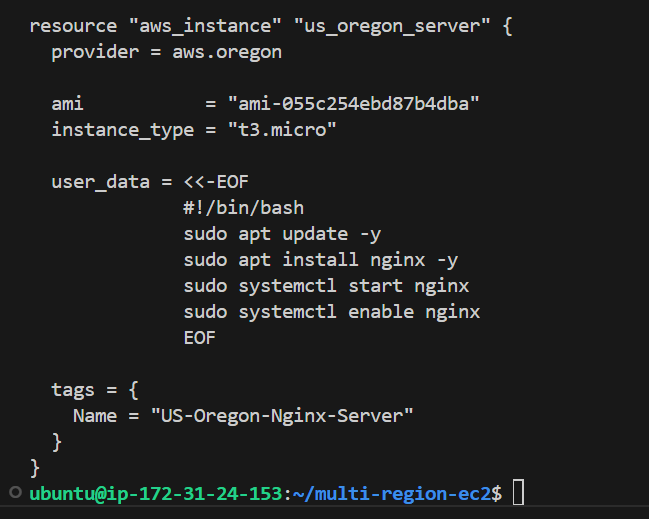 resource "aws_instance" "us_oregon_server" {
  provider = aws.oregon

  ami           = "ami-055c254ebd87b4dba"
  instance_type = "t3.micro"

  user_data = <<-EOF
              #!/bin/bash
              sudo apt update -y
              sudo apt install nginx -y
              sudo systemctl start nginx
              sudo systemctl enable nginx
              EOF

  tags = {
    Name = "US-Oregon-Nginx-Server"
  }
}
ubuntu@ip-172-31-24-153:~/multi-region-ec2$